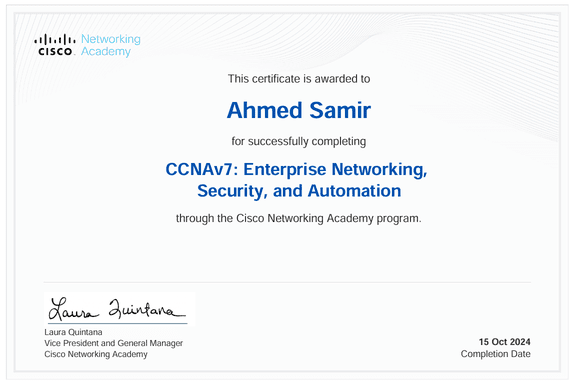 CISCO Networking Academy
This certificate is awarded to
Ahmed Samir
for successfully completing
CCNAv7: Enterprise Networking,
Security, and Automation
through the Cisco Networking Academy program.
Laura Quintana
Laura Quintana
Vice President and General Manager
Cisco Networking Academy
15 Oct 2024
Completion Date